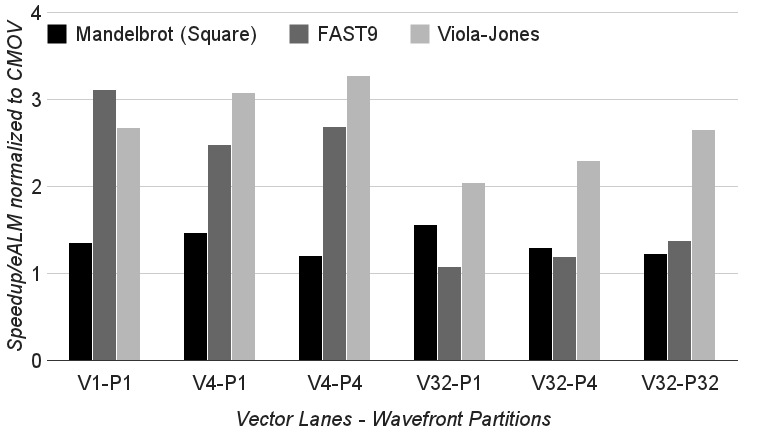 4
Mandelbrot (Square) FAST9 Viola-Jones
3
2
1
0
Speedup/eALM normalized to CMOV
V1-P1 V4-P1 V4-P4 V32-P1 V32-P4 V32-P32
Vector Lanes - Wavefront Partitions